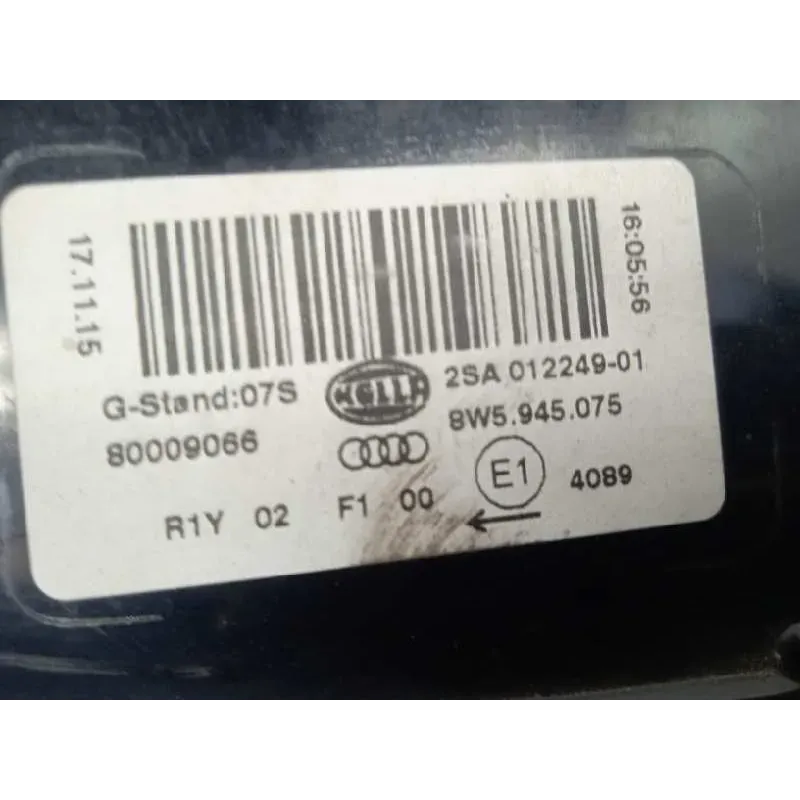 17.11.15
16:05:56
G-Stand:07S
HELLA
2SA 012249-01
80009066
8W5.945.075
E1
4089
R1Y 02 F1 00